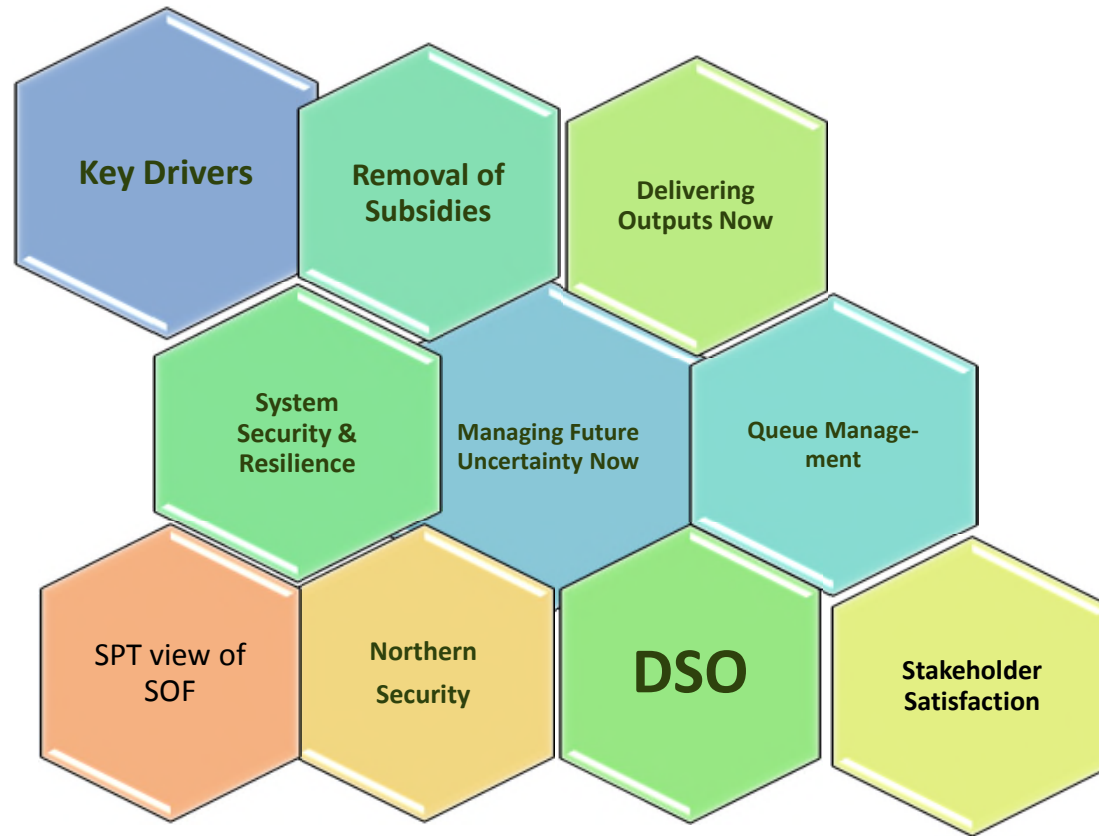 Key Drivers
Removal of
Subsidies
Delivering
Outputs Now
System
Security &
Resilience
Managing Future
Uncertainty Now
Queue Manage-
ment
SPT view of
SOF
Northern
Security
DSO
Stakeholder
Satisfaction